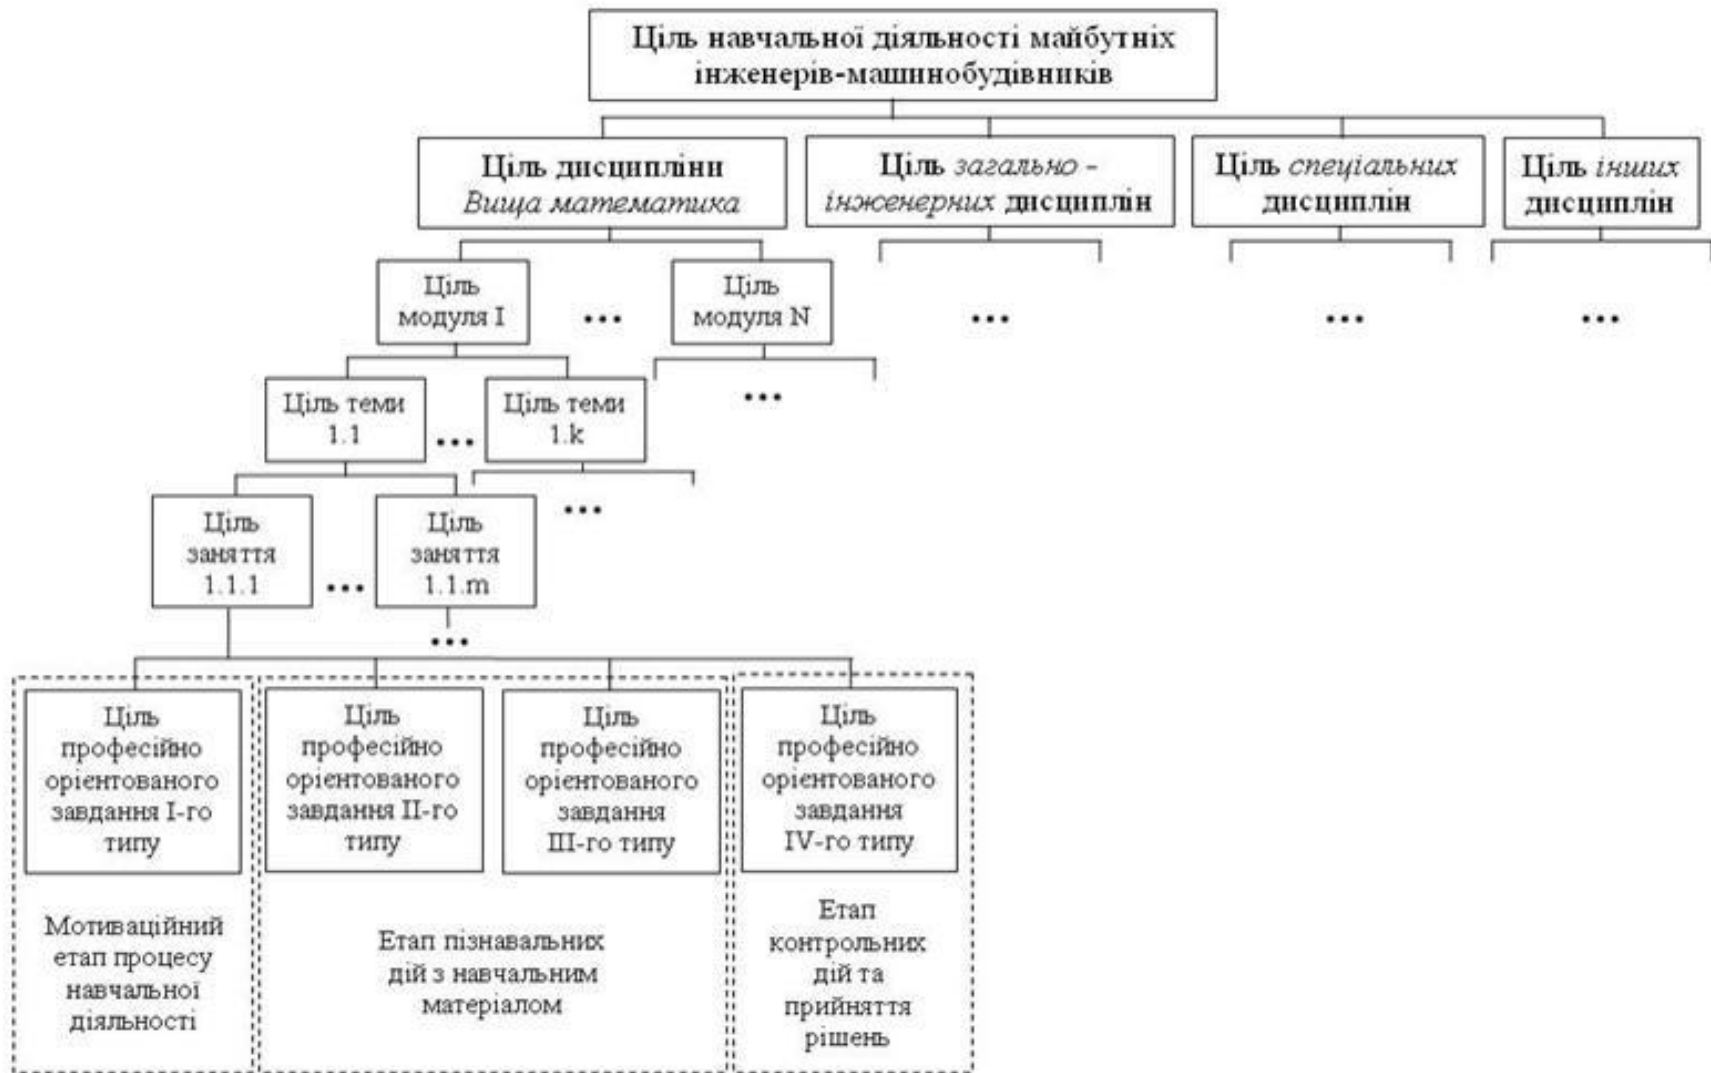 Ціль навчальної діяльності майбутніх
інженерів-машинобудівників
Ціль дисципліни
Вища математика
Ціль загально -
інженерних дисциплін
Ціль спеціальних
дисциплін
Ціль інших
дисциплін
Ціль
модуля І
...
Ціль
модуля N
...
...
...
Ціль теми
1.1
...
Ціль теми
1.k
...
Ціль
заняття
1.1.1
...
Ціль
заняття
1.1.m
...
...
Ціль
професійно
орієнтованого
завдання І-го
типу
Ціль
професійно
орієнтованого
завдання ІІ-го
типу
Ціль
професійно
орієнтованого
завдання
ІІІ-го типу
Ціль
професійно
орієнтованого
завдання
IV-го типу
Мотиваційний
етап процесу
навчальної
діяльності
Етап пізнавальних
дій з навчальним
матеріалом
Етап
контрольних
дій та
прийняття
рішень